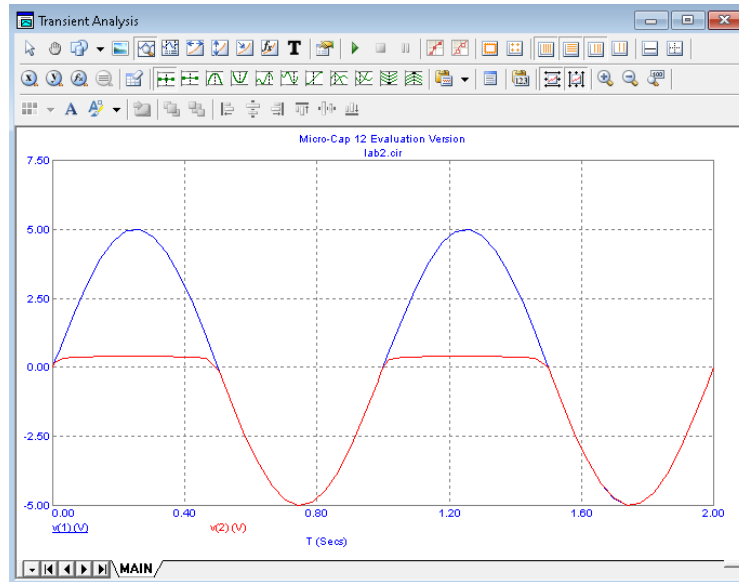 Transient Analysis
T
A
Micro-Cap 12 Evaluation Version
lab2.cir
7.50
5.00
2.50
0.00
-2.50
-5.00
0.00 0.40 0.80 1.20 1.60 2.00
v(1) (V) v(2) (V)
T (Secs)
MAIN